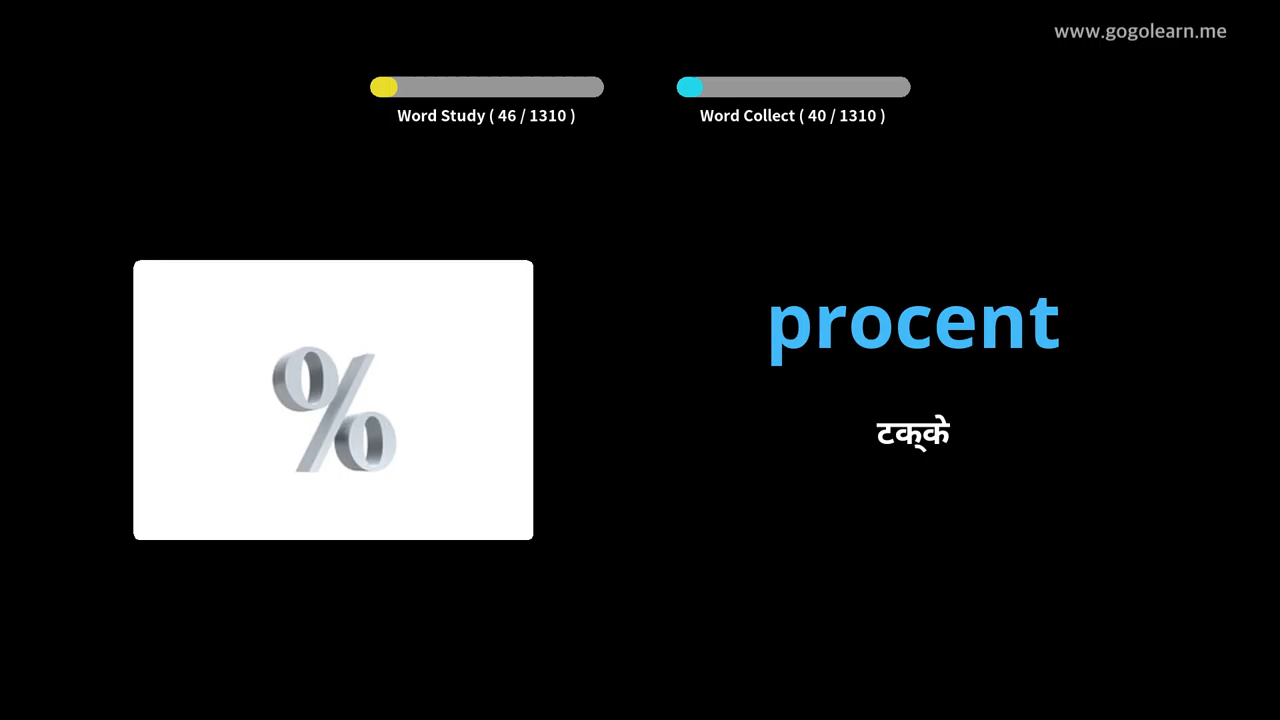 www.gogolearn.me
Word Study ( 46 / 1310 )
Word Collect ( 40 / 1310 )
%
procent
टक्के